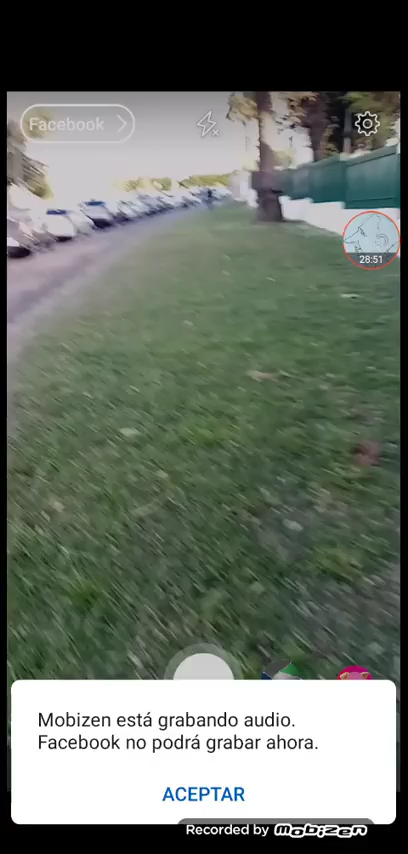 Facebook
28:51
Mobizen está grabando audio.
Facebook no podrá grabar ahora.
ACEPTAR
Recorded by Mobizen